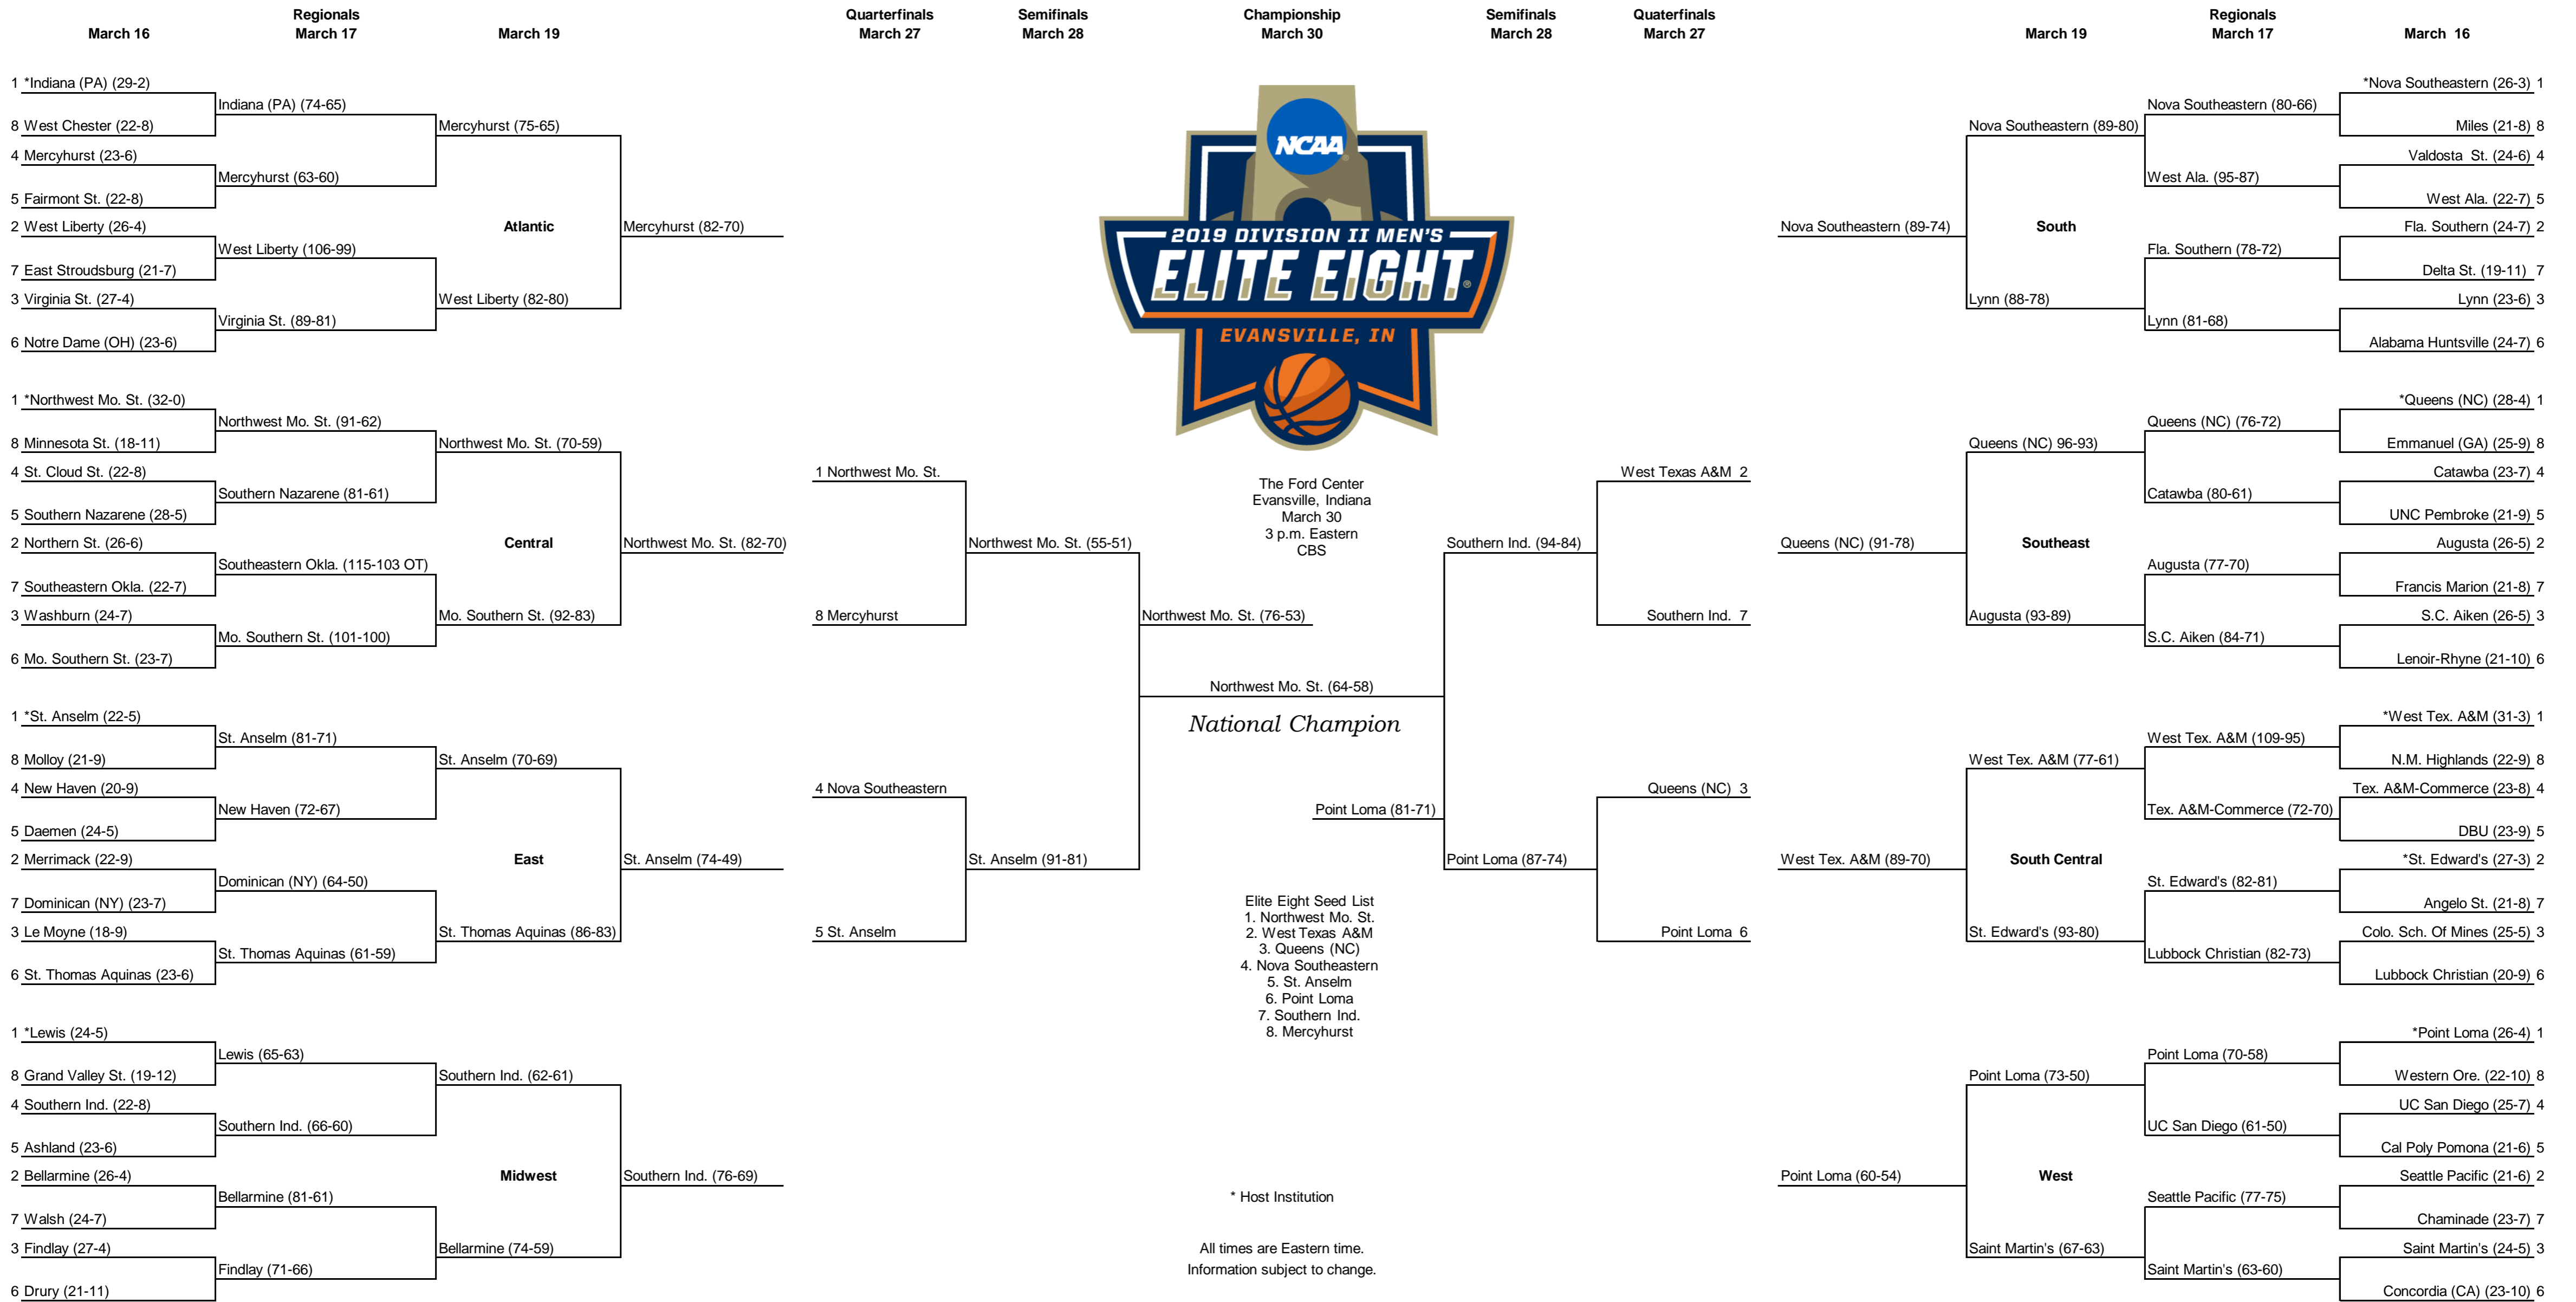 Regionals
March 16
March 17
March 19
Quarterfinals
March 27
Semifinals
March 28
Championship
March 30
Semifinals
March 28
Quaterfinals
March 27
March 19
Regionals
March 17
March  16
1 *Indiana (PA) (29-2)
8 West Chester (22-8)
4 Mercyhurst (23-6)
5 Fairmont St. (22-8)
2 West Liberty (26-4)
7 East Stroudsburg (21-7)
3 Virginia St. (27-4)
6 Notre Dame (OH) (23-6)
Indiana (PA) (74-65)
Mercyhurst (63-60)
West Liberty (106-99)
Virginia St. (89-81)
Mercyhurst (75-65)
West Liberty (82-80)
Atlantic
Mercyhurst (82-70)
1 *Northwest Mo. St. (32-0)
8 Minnesota St. (18-11)
4 St. Cloud St. (22-8)
5 Southern Nazarene (28-5)
2 Northern St. (26-6)
7 Southeastern Okla. (22-7)
3 Washburn (24-7)
6 Mo. Southern St. (23-7)
Northwest Mo. St. (91-62)
Southern Nazarene (81-61)
Southeastern Okla. (115-103 OT)
Mo. Southern St. (101-100)
Northwest Mo. St. (70-59)
Mo. Southern St. (92-83)
Central
Northwest Mo. St. (82-70)
1 *St. Anselm (22-5)
8 Molloy (21-9)
4 New Haven (20-9)
5 Daemen (24-5)
2 Merrimack (22-9)
7 Dominican (NY) (23-7)
3 Le Moyne (18-9)
6 St. Thomas Aquinas (23-6)
St. Anselm (81-71)
New Haven (72-67)
Dominican (NY) (64-50)
St. Thomas Aquinas (61-59)
St. Anselm (70-69)
St. Thomas Aquinas (86-83)
East
St. Anselm (74-49)
1 *Lewis (24-5)
8 Grand Valley St. (19-12)
4 Southern Ind. (22-8)
5 Ashland (23-6)
2 Bellarmine (26-4)
7 Walsh (24-7)
3 Findlay (27-4)
6 Drury (21-11)
Lewis (65-63)
Southern Ind. (66-60)
Bellarmine (81-61)
Findlay (71-66)
Southern Ind. (62-61)
Bellarmine (74-59)
Midwest
Southern Ind. (76-69)
1 Northwest Mo. St.
8 Mercyhurst
4 Nova Southeastern
5 St. Anselm
Northwest Mo. St. (55-51)
St. Anselm (91-81)
Northwest Mo. St. (76-53)
NCAA
2019 DIVISION II MEN'S
ELITE EIGHT®
EVANSVILLE, IN
The Ford Center
Evansville, Indiana
March 30
3 p.m. Eastern
CBS
Northwest Mo. St. (64-58)
National Champion
Point Loma (81-71)
Elite Eight Seed List
1. Northwest Mo. St.
2. West Texas A&M
3. Queens (NC)
4. Nova Southeastern
5. St. Anselm
6. Point Loma
7. Southern Ind.
8. Mercyhurst
* Host Institution
All times are Eastern time.
Information subject to change.
Southern Ind. (94-84)
Point Loma (87-74)
West Texas A&M 2
Southern Ind. 7
Queens (NC) 3
Point Loma 6
Nova Southeastern (89-74)
South
Nova Southeastern (89-80)
Lynn (88-78)
Nova Southeastern (80-66)
West Ala. (95-87)
Fla. Southern (78-72)
Lynn (81-68)
*Nova Southeastern (26-3) 1
Miles (21-8) 8
Valdosta St. (24-6) 4
West Ala. (22-7) 5
Fla. Southern (24-7) 2
Delta St. (19-11) 7
Lynn (23-6) 3
Alabama Huntsville (24-7) 6
Queens (NC) (91-78)
Southeast
Queens (NC) 96-93)
Augusta (93-89)
Queens (NC) (76-72)
Catawba (80-61)
Augusta (77-70)
S.C. Aiken (84-71)
*Queens (NC) (28-4) 1
Emmanuel (GA) (25-9) 8
Catawba (23-7) 4
UNC Pembroke (21-9) 5
Augusta (26-5) 2
Francis Marion (21-8) 7
S.C. Aiken (26-5) 3
Lenoir-Rhyne (21-10) 6
West Tex. A&M (89-70)
South Central
West Tex. A&M (77-61)
St. Edward's (93-80)
West Tex. A&M (109-95)
Tex. A&M-Commerce (72-70)
St. Edward's (82-81)
Lubbock Christian (82-73)
*West Tex. A&M (31-3) 1
N.M. Highlands (22-9) 8
Tex. A&M-Commerce (23-8) 4
DBU (23-9) 5
*St. Edward's (27-3) 2
Angelo St. (21-8) 7
Colo. Sch. Of Mines (25-5) 3
Lubbock Christian (20-9) 6
Point Loma (60-54)
West
Point Loma (73-50)
Saint Martin's (67-63)
Point Loma (70-58)
UC San Diego (61-50)
Seattle Pacific (77-75)
Saint Martin's (63-60)
*Point Loma (26-4) 1
Western Ore. (22-10) 8
UC San Diego (25-7) 4
Cal Poly Pomona (21-6) 5
Seattle Pacific (21-6) 2
Chaminade (23-7) 7
Saint Martin's (24-5) 3
Concordia (CA) (23-10) 6